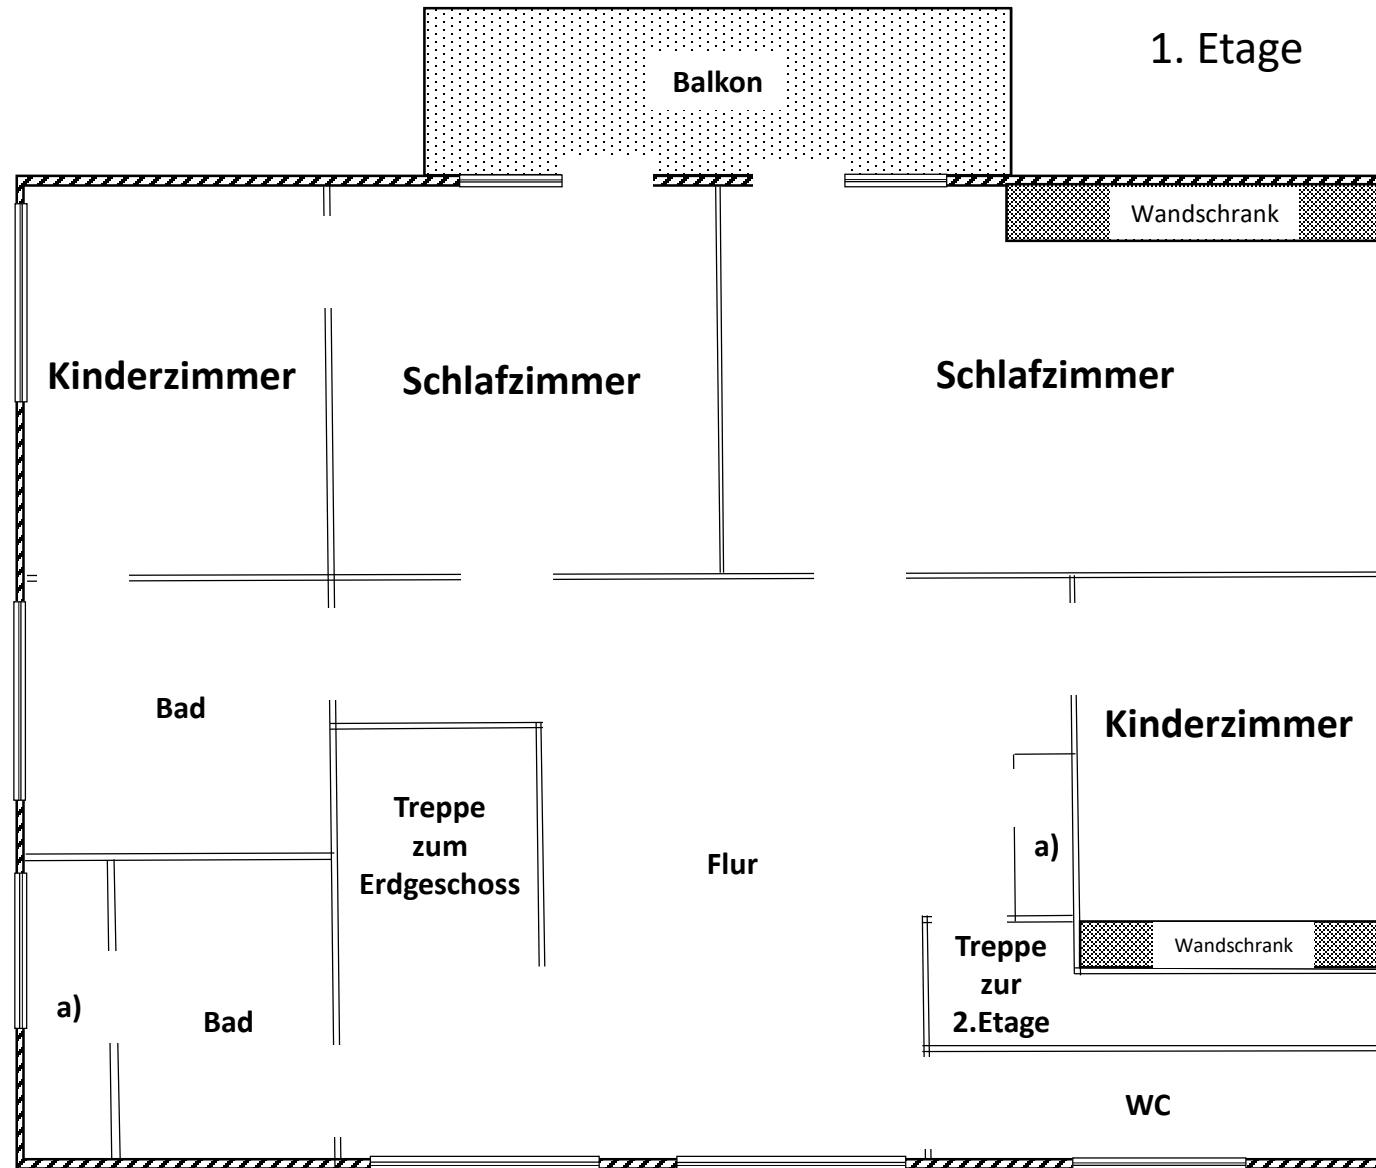 1. Etage
Balkon
Wandschrank
Kinderzimmer
Schlafzimmer
Schlafzimmer
Bad
Kinderzimmer
Treppe
zum
Erdgeschoss
Flur
a)
Wandschrank
Treppe
zur
2.Etage
a)
Bad
WC